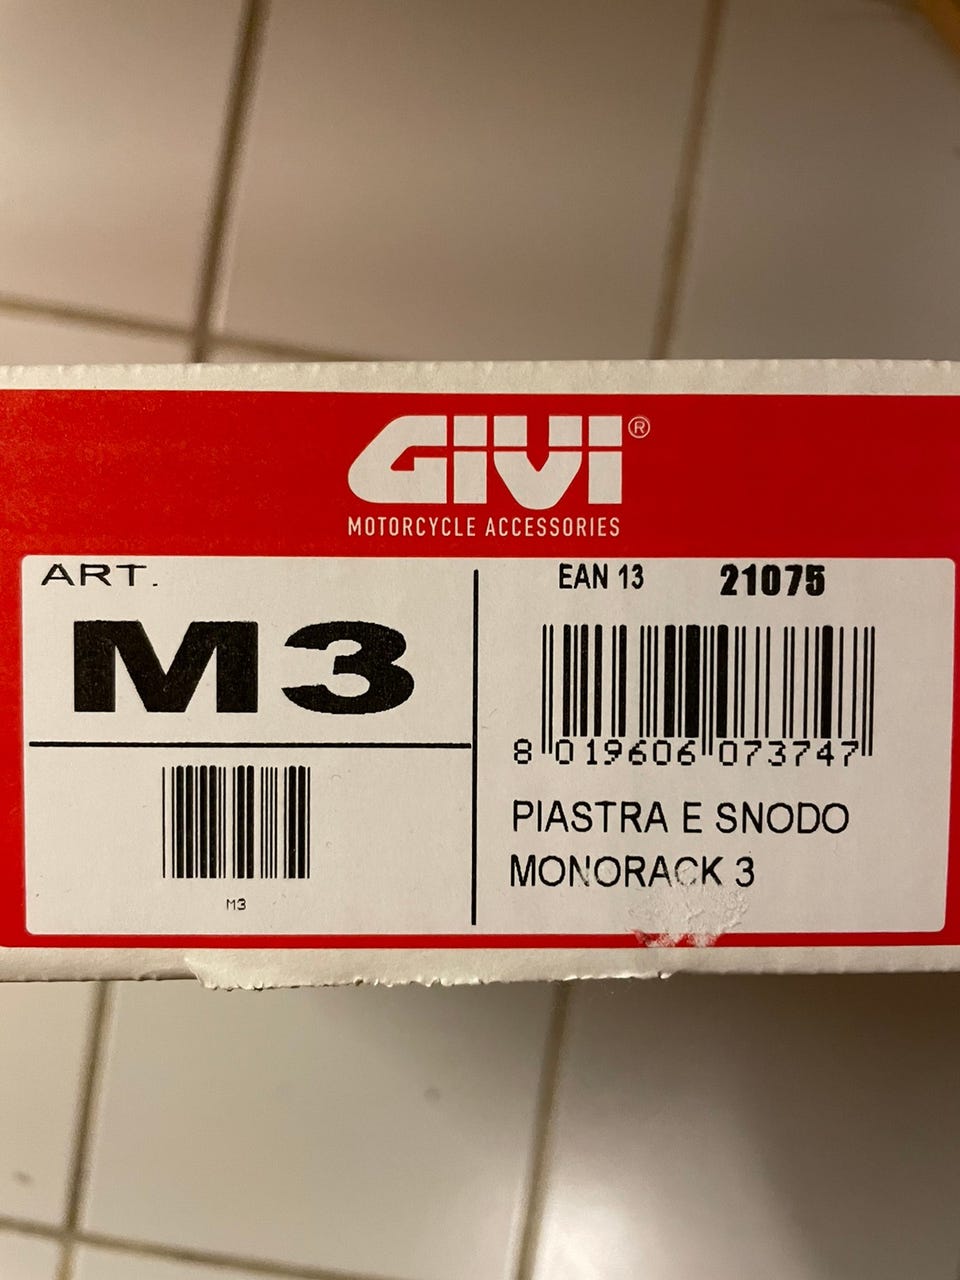 GIVI®
MOTORCYCLE ACCESSORIES
ART.
M3
M3
EAN 13 21075
8 019606 073747
PIASTRA E SNODO
MONORACK 3